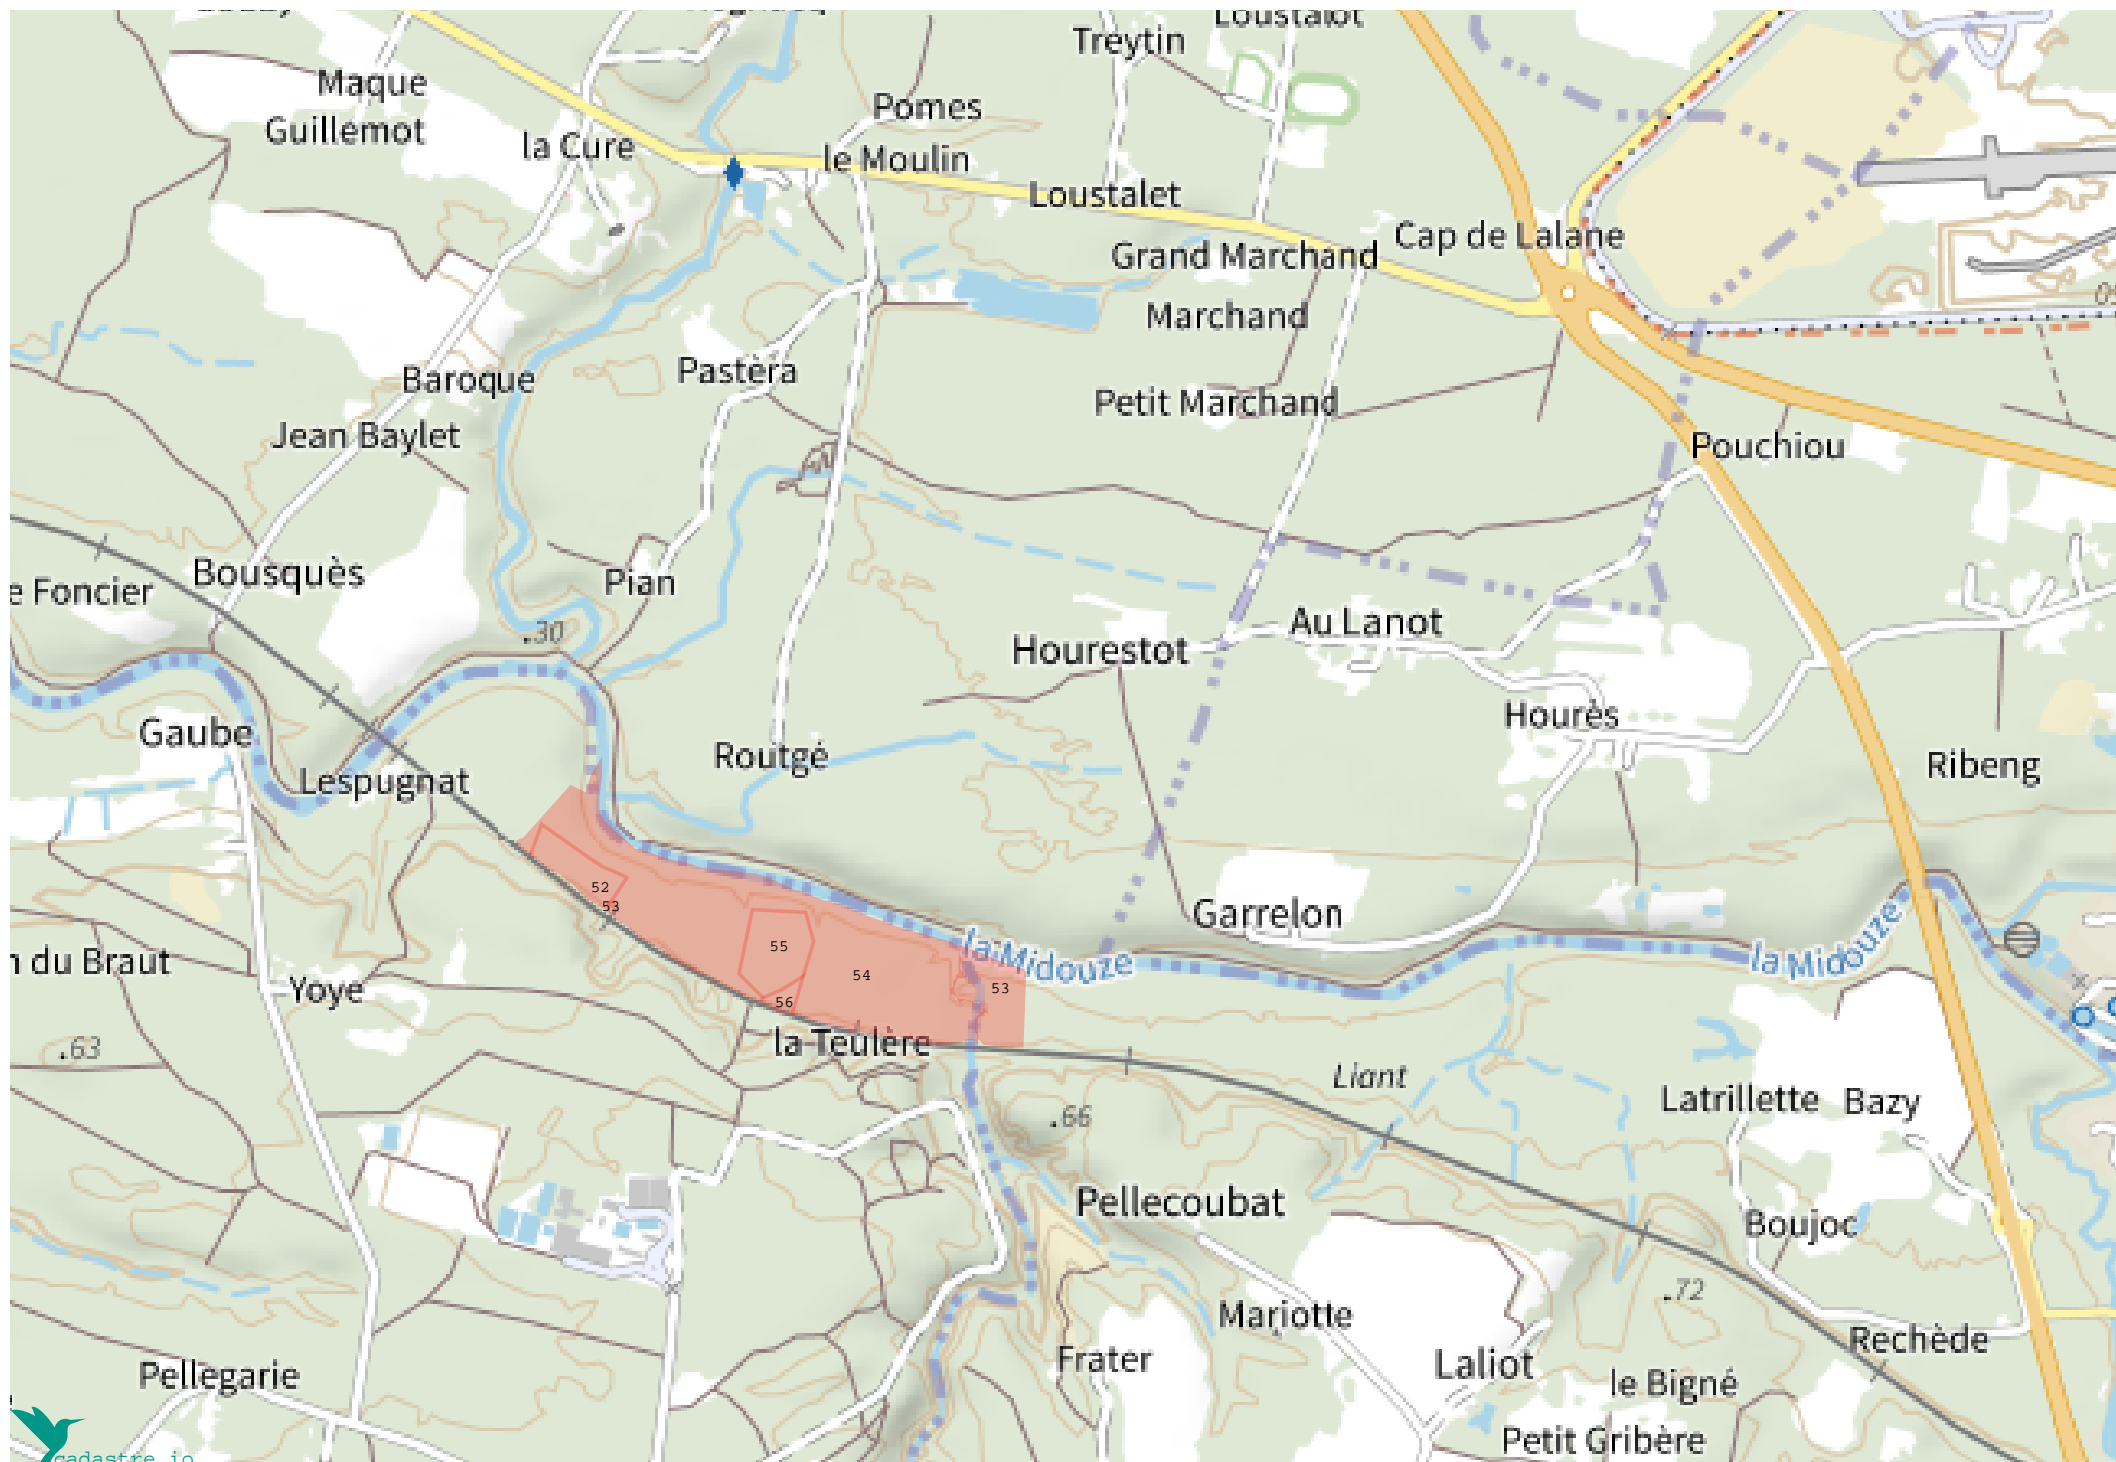 Loustalot
Treytin
Maque
Pomes
Guillemot
la Cure
le Moulin
Loustalet
Cap de Lalane
Grand Marchand
Marchand
Pastéra
Baroque
Petit Marchand
Jean Baylet
Pouchiou
Bousquès
Pian
e Foncier
.30
Au Lanot
Hourestot
Hourès
Gaube
Routgé
Ribeng
Lespugnat
52
53
Garrelon
55
la Midouze
la Midouze
n du Braut
54
53
Yoye
56
la Teulère
.63
Liant
Latrillette
Bazy
.66
Pellecoubat
Boujoc
.72
Mariotte
Rechède
Frater
Laliot
Pellegarie
le Bigné
Petit Gribère
cadastre.io